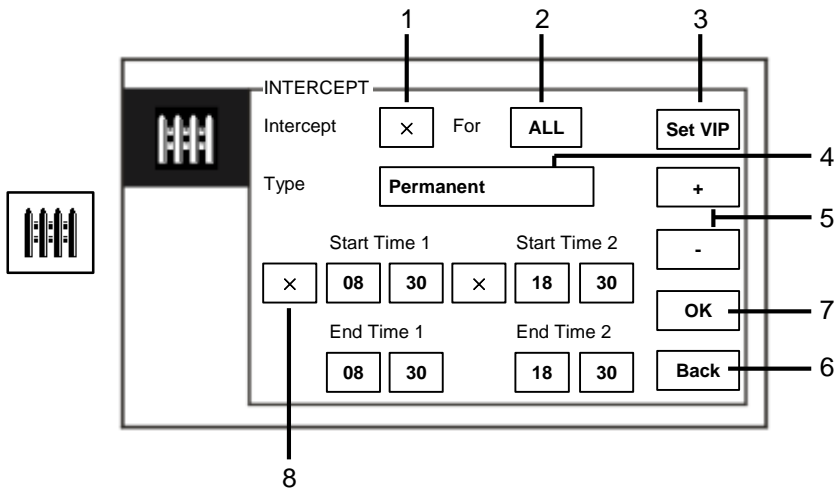 1 2 3
INTERCEPT
Intercept × For ALL Set VIP
4
Type Permanent +
5
Start Time 1 Start Time 2 -
× 08 30 × 18 30
OK 7
End Time 1 End Time 2
08 30 18 30 Back 6
8